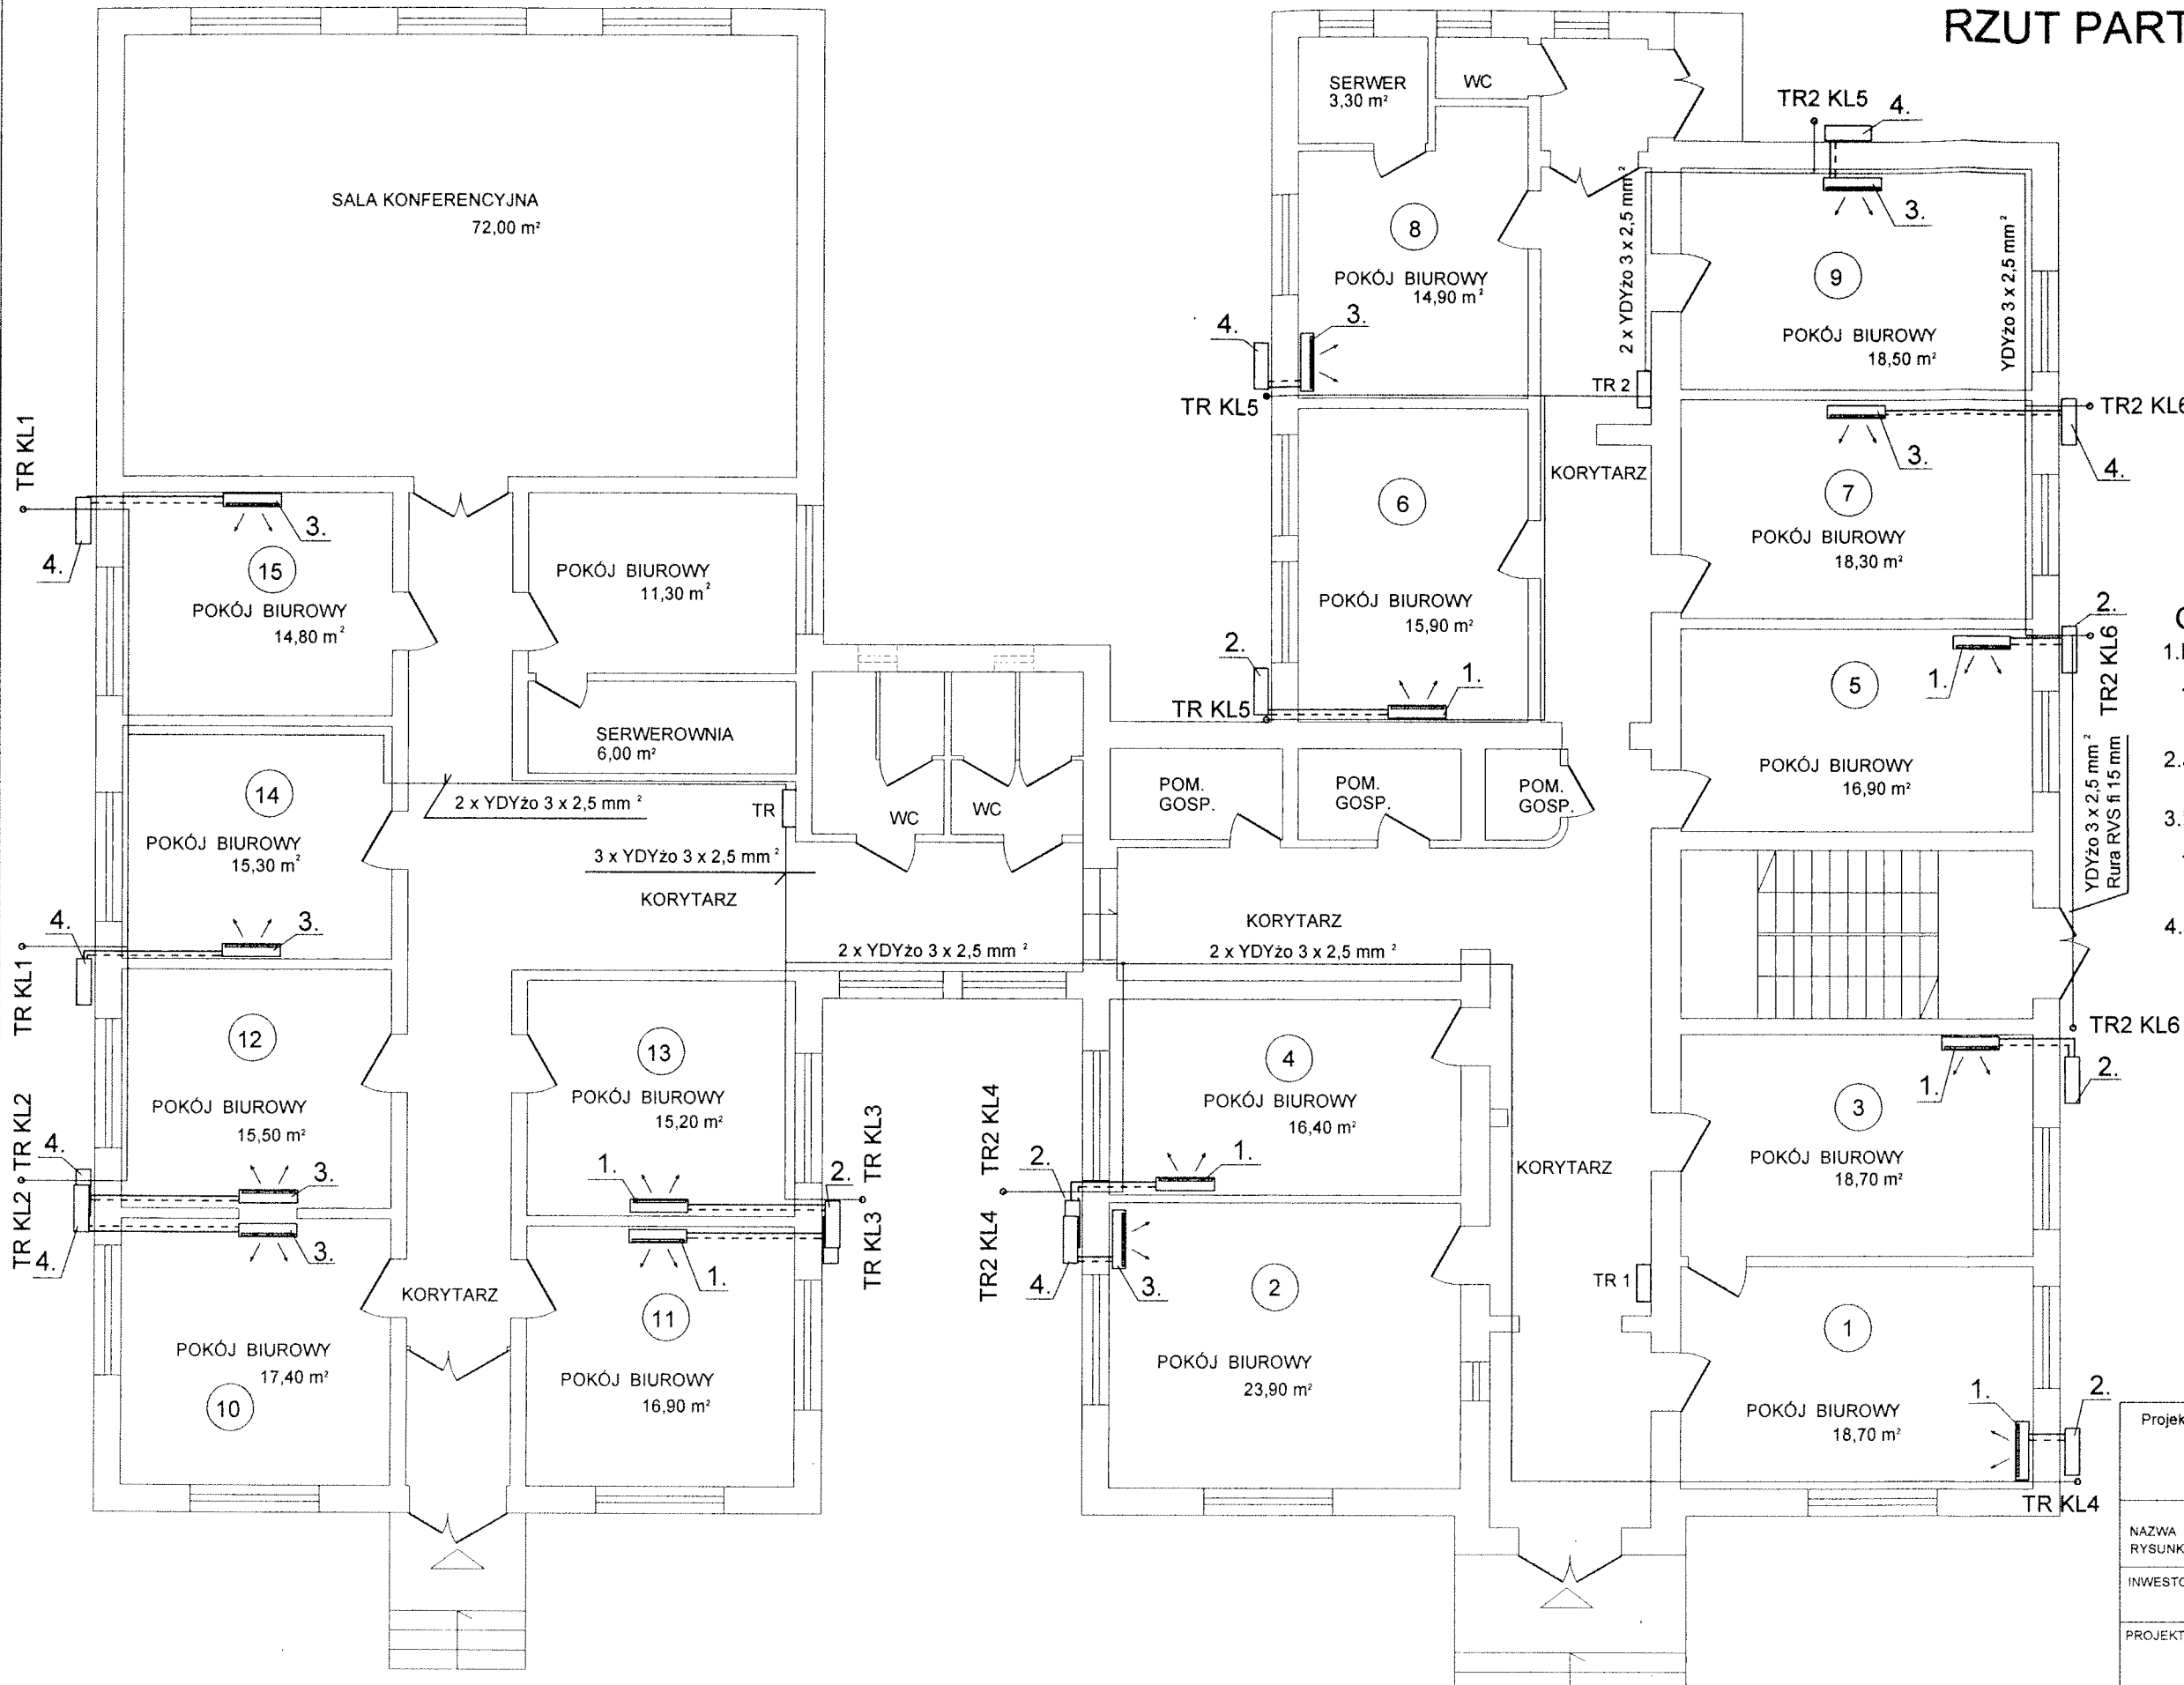 RZUT PART
SALA KONFERENCYJNA
72,00 m²
SERWER
3,30 m²
WC
TR2 KL5
4.
3.
8
POKÓJ BIUROWY
14,90 m²
2 x YDYżo 3 x 2,5 mm²
9
POKÓJ BIUROWY
18,50 m²
YDYżo 3 x 2,5 mm²
4.
3.
TR KL5
TR 2
TR2 KL6
3.
4.
KORYTARZ
7
POKÓJ BIUROWY
18,30 m²
6
POKÓJ BIUROWY
15,90 m²
2.
1.
TR KL5
TR KL1
4.
3.
15
POKÓJ BIUROWY
14,80 m²
POKÓJ BIUROWY
11,30 m²
SERWEROWNIA
6,00 m²
2.
1.
TR2 KL6
5
POKÓJ BIUROWY
16,90 m²
YDYżo 3 x 2,5 mm²
Rura RVS fi 15 mm
1.
2.
3.
4.
14
POKÓJ BIUROWY
15,30 m²
2 x YDYżo 3 x 2,5 mm²
TR
WC
WC
POM.
GOSP.
POM.
GOSP.
POM.
GOSP.
3 x YDYżo 3 x 2,5 mm²
KORYTARZ
KORYTARZ
2 x YDYżo 3 x 2,5 mm²
2 x YDYżo 3 x 2,5 mm²
4.
3.
TR KL1
12
POKÓJ BIUROWY
15,50 m²
13
POKÓJ BIUROWY
15,20 m²
4
POKÓJ BIUROWY
16,40 m²
TR2 KL6
1.
2.
3
POKÓJ BIUROWY
18,70 m²
TR KL2
4.
3.
TR KL2
4.
3.
1.
2.
TR KL3
TR KL3
1.
TR2 KL4
2.
1.
TR2 KL4
4.
3.
KORYTARZ
KORYTARZ
TR 1
10
POKÓJ BIUROWY
17,40 m²
11
POKÓJ BIUROWY
16,90 m²
2
POKÓJ BIUROWY
23,90 m²
1
POKÓJ BIUROWY
18,70 m²
1.
2.
TR KL4
Projek
NAZWA
RYSUNK
INWESTO
PROJEKT